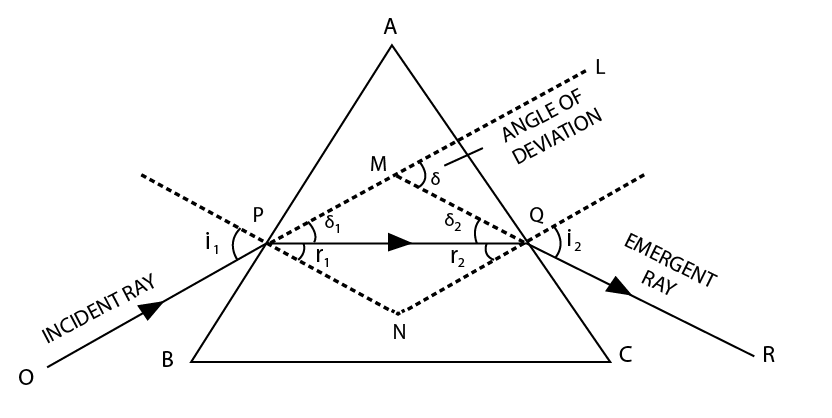 A
L
ANGLE OF
DEVIATION
M
δ
P
δ₁
δ₂
Q
i₁
r₁
r₂
i₂
EMERGENT
RAY
INCIDENT RAY
N
B
C
R
O